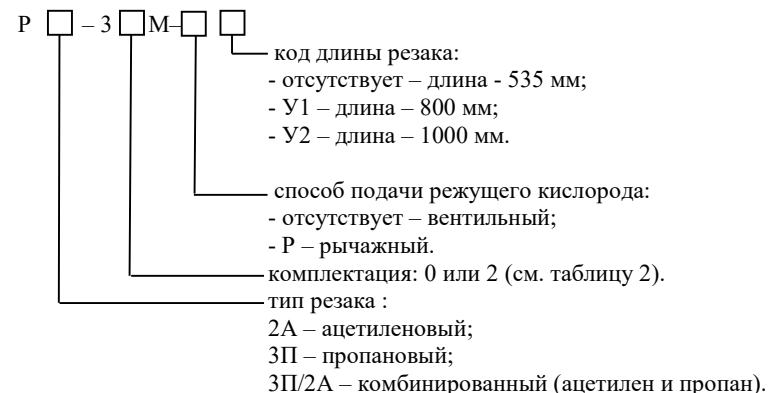 Р – 3 М–
код длины резака:
- отсутствует – длина - 535 мм;
- У1 – длина – 800 мм;
- У2 – длина – 1000 мм.
способ подачи режущего кислорода:
- отсутствует – вентильный;
- Р – рычажный.
комплектация: 0 или 2 (см. таблицу 2).
тип резака :
2А – ацетиленовый;
3П – пропановый;
3П/2А – комбинированный (ацетилен и пропан).